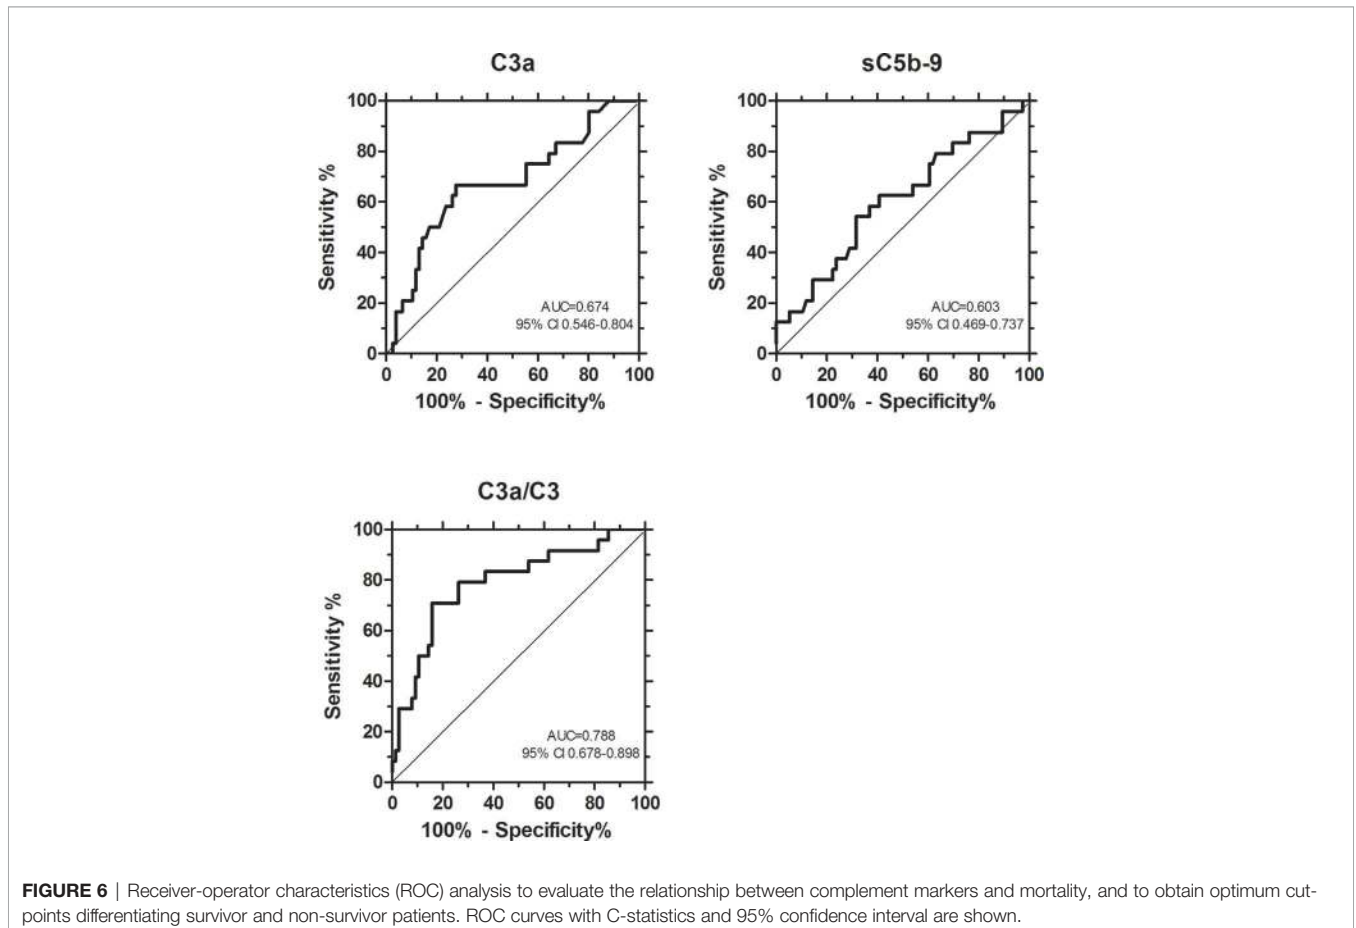 C3a
100
80
60
40
20
0
Sensitivity %
AUC=0.674
95% CI 0.546-0.804
0 20 40 60 80 100
100% - Specificity%
sC5b-9
100
80
60
40
20
0
Sensitivity %
AUC=0.603
95% CI 0.469-0.737
0 20 40 60 80 100
100% - Specificity%
C3a/C3
100
80
60
40
20
0
Sensitivity %
AUC=0.788
95% CI 0.678-0.898
0 20 40 60 80 100
100% - Specificity%
FIGURE 6 | Receiver-operator characteristics (ROC) analysis to evaluate the relationship between complement markers and mortality, and to obtain optimum cut-
points differentiating survivor and non-survivor patients. ROC curves with C-statistics and 95% confidence interval are shown.